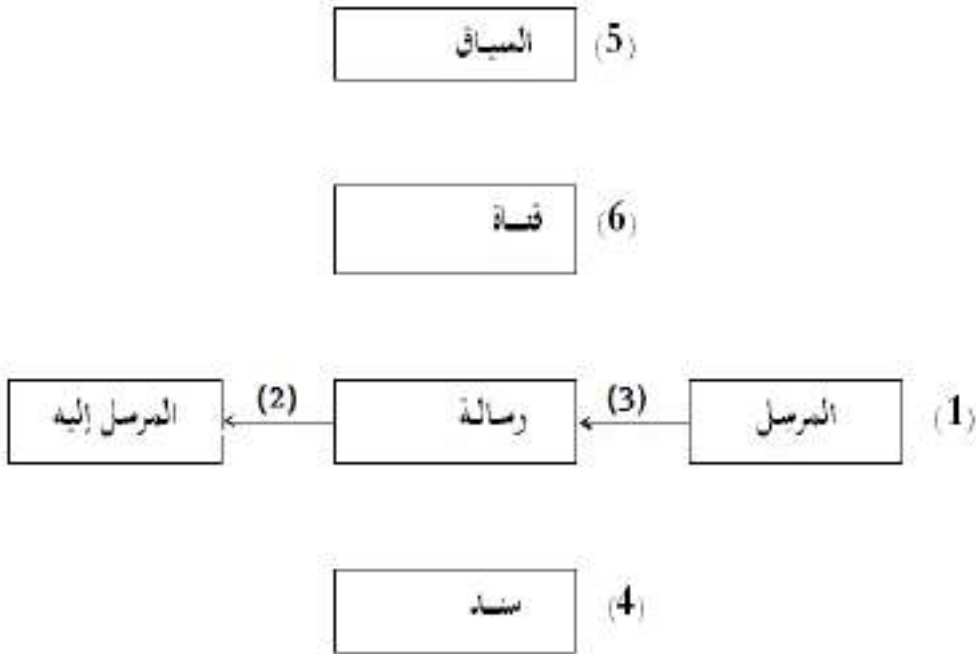 (5) السياق
(6) قناة
(1) المرسل (3) رسالة (2) المرسل إليه
(4) سند